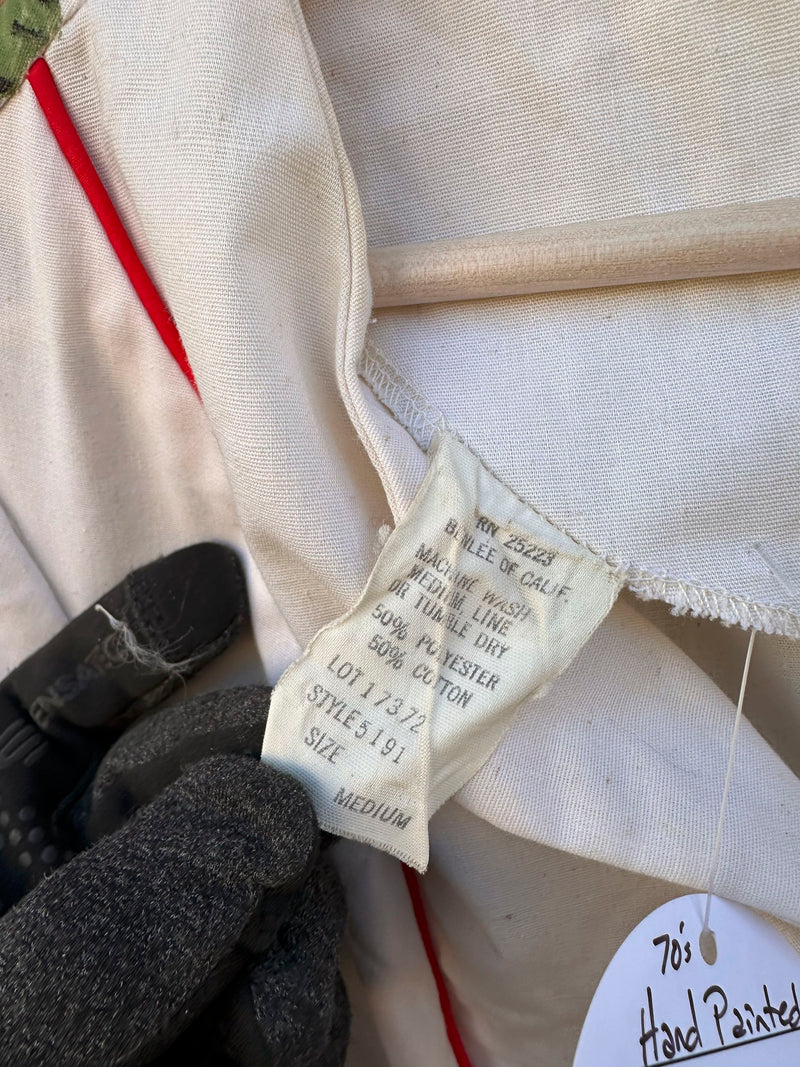 RN 25223
BENLEE OF CALIF.
MACHINE WASH
MEDIUM, LINE
OR TUMBLE DRY
50% POLYESTER
50% COTTON
LOT 17372
STYLE 5191
SIZE
MEDIUM
70's
Hand Painted